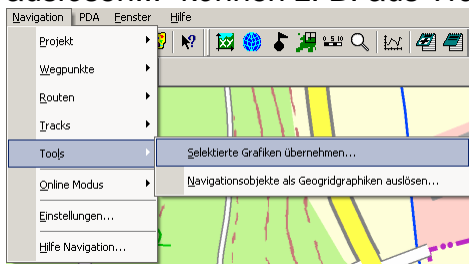 Navigation PDA Fenster Hilfe
Projekt
Wegpunkte
Routen
Tracks
Tools
Selektierte Grafiken übernehmen...
Navigationsobjekte als Geogridgraphiken auslösen...
Online Modus
Einstellungen...
Hilfe Navigation...